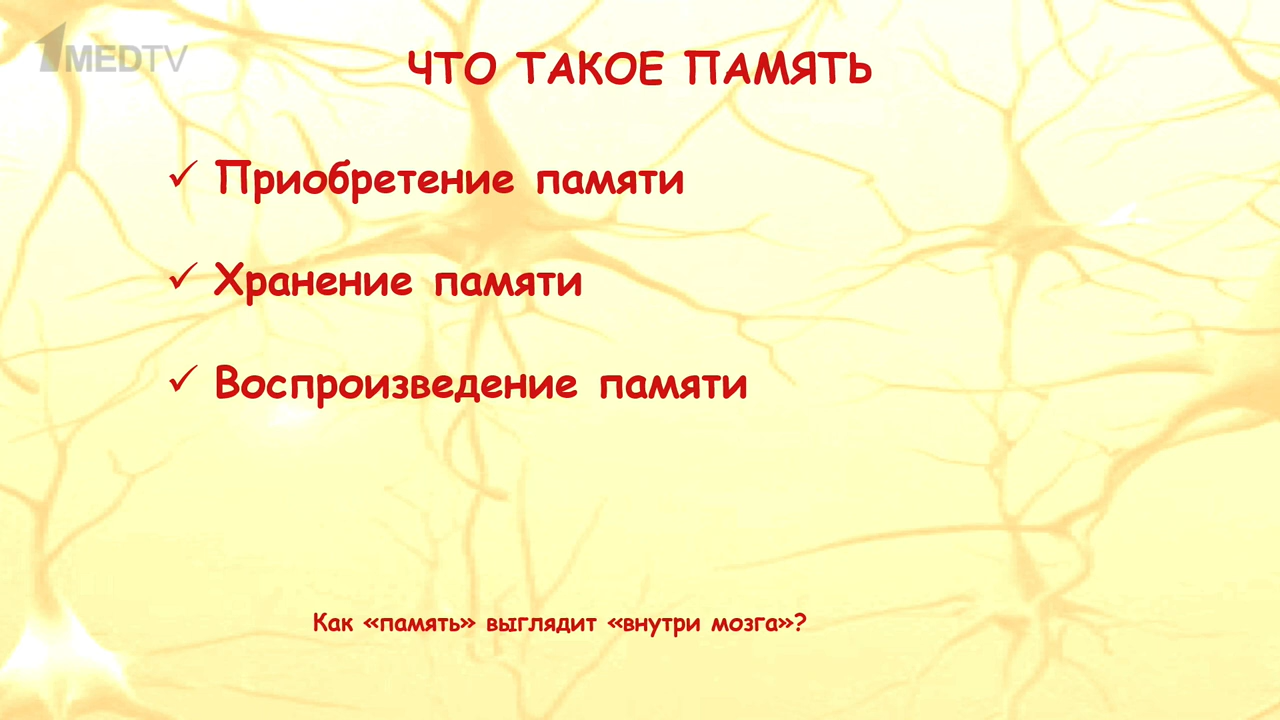 1MEDTV
ЧТО ТАКОЕ ПАМЯТЬ
✓ Приобретение памяти
✓ Хранение памяти
✓ Воспроизведение памяти
Как «память» выглядит «внутри мозга»?